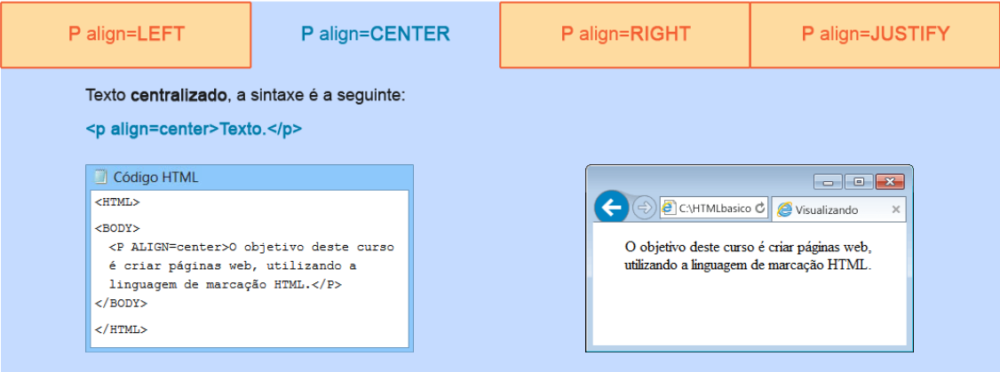 P align=LEFT
P align=CENTER
P align=RIGHT
P align=JUSTIFY
Texto centralizado, a sintaxe é a seguinte:
<p align=center>Texto.</p>
Código HTML
<HTML>
<BODY>
<P ALIGN=center>O objetivo deste curso
é criar páginas web, utilizando a
linguagem de marcação HTML.</P>
</BODY>
</HTML>
C:\HTMLbasico
Visualizando
O objetivo deste curso é criar páginas web,
utilizando a linguagem de marcação HTML.